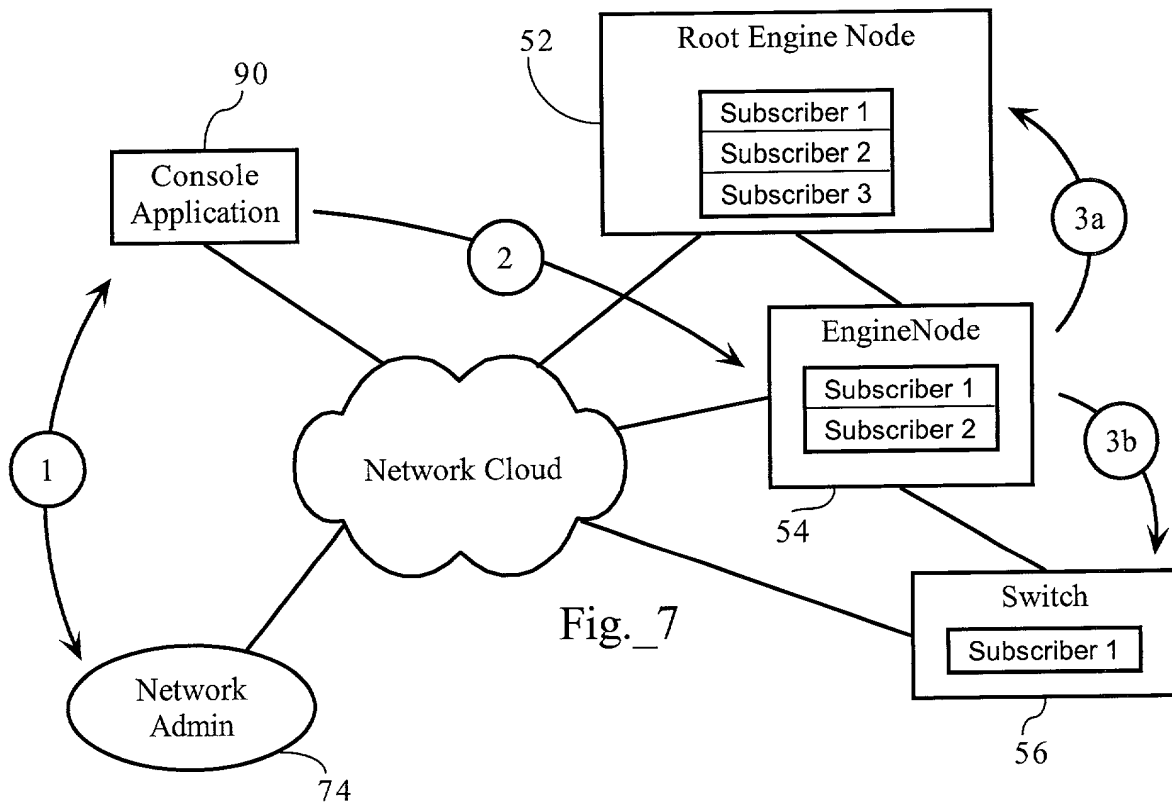 Root Engine Node
52
Subscriber 1
Subscriber 2
Subscriber 3
90
Console
Application
3a
2
EngineNode
Subscriber 1
Subscriber 2
3b
1
Network Cloud
54
Switch
Subscriber 1
Fig._7
Network
Admin
56
74